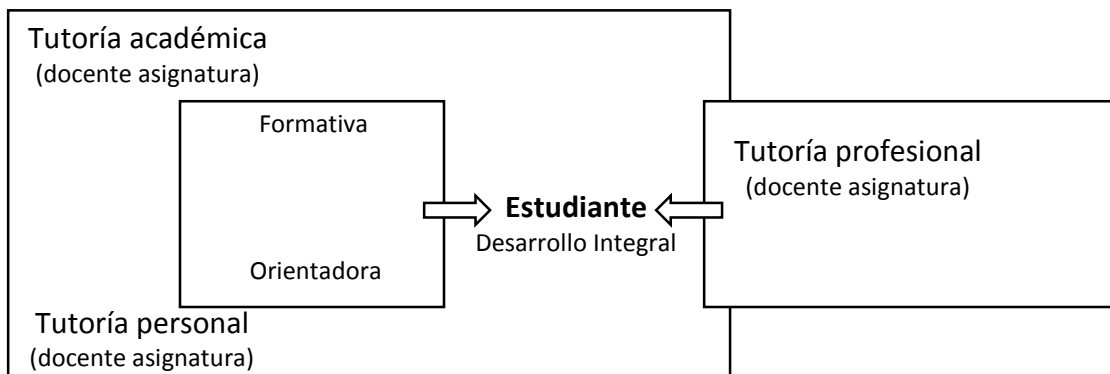 Tutoría académica
(docente asignatura)
Formativa
Tutoría profesional
(docente asignatura)
Estudiante
Desarrollo Integral
Orientadora
Tutoría personal
(docente asignatura)